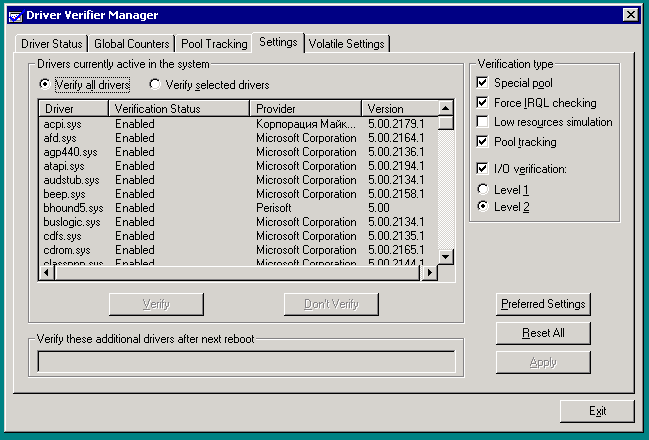 Driver Verifier Manager
Driver Status Global Counters Pool Tracking Settings Volatile Settings
Drivers currently active in the system
Verify all drivers Verify selected drivers
Driver Verification Status Provider Version
acpi.sys Enabled Корпорация Майк... 5.00.2179.1
afd.sys Enabled Microsoft Corporation 5.00.2164.1
agp440.sys Enabled Microsoft Corporation 5.00.2136.1
atapi.sys Enabled Microsoft Corporation 5.00.2194.1
audstub.sys Enabled Microsoft Corporation 5.00.2134.1
beep.sys Enabled Microsoft Corporation 5.00.2158.1
bhound5.sys Enabled Perisoft 5.00
buslogic.sys Enabled Microsoft Corporation 5.00.2134.1
cdfs.sys Enabled Microsoft Corporation 5.00.2135.1
cdrom.sys Enabled Microsoft Corporation 5.00.2165.1
classpnp.sys Enabled Microsoft Corporation 5.00.2144.1
Verify Don't Verify
Verify these additional drivers after next reboot
Verification type
Special pool
Force IRQL checking
Low resources simulation
Pool tracking
I/O verification:
Level 1
Level 2
Preferred Settings
Reset All
Apply
Exit